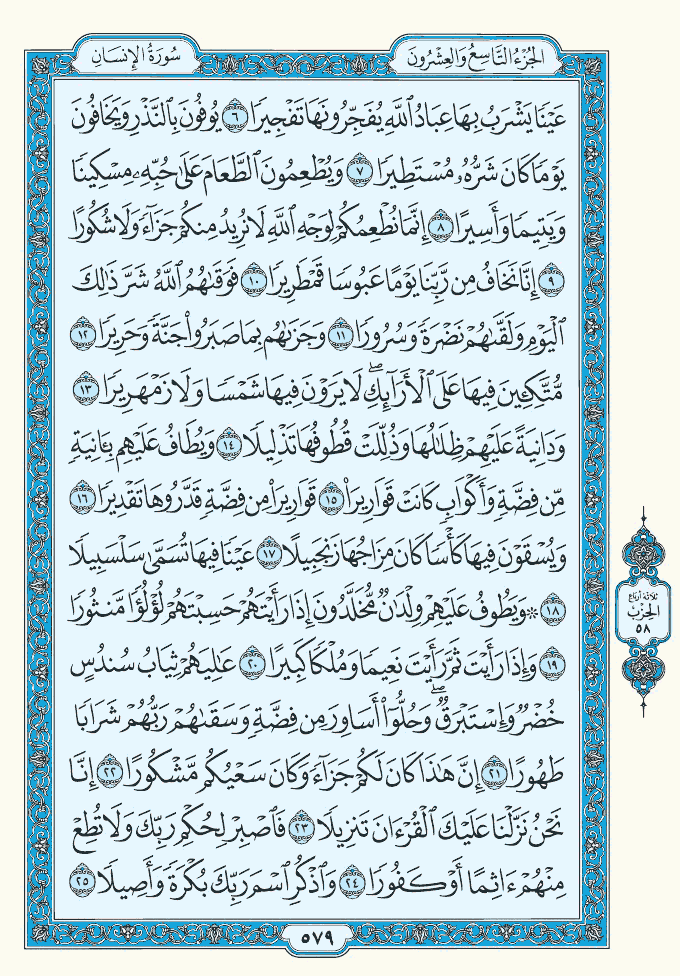 سُورَةُ الإِنسَانِ
الجُزْءُ التَّاسِعُ وَالعِشْرُونَ
عَيْنًا يَشْرَبُ بِهَا عِبَادُ ٱللَّهِ يُفَجِّرُونَهَا تَفْجِيرًا ٦ يُوفُونَ بِٱلنَّذْرِ وَيَخَافُونَ
يَوْمًا كَانَ شَرُّهُۥ مُسْتَطِيرًا ٧ وَيُطْعِمُونَ ٱلطَّعَامَ عَلَىٰ حُبِّهِۦ مِسْكِينًا
وَيَتِيمًا وَأَسِيرًا ٨ إِنَّمَا نُطْعِمُكُمْ لِوَجْهِ ٱللَّهِ لَا نُرِيدُ مِنكُمْ جَزَآءً وَلَا شُكُورًا
٩ إِنَّا نَخَافُ مِن رَّبِّنَا يَوْمًا عَبُوسًا قَمْطَرِيرًا ١٠ فَوَقَىٰهُمُ ٱللَّهُ شَرَّ ذَٰلِكَ
ٱلْيَوْمِ وَلَقَّىٰهُمْ نَضْرَةً وَسُرُورًا ١١ وَجَزَىٰهُم بِمَا صَبَرُوا۟ جَنَّةً وَحَرِيرًا ١٢
مُّتَّكِـِٔينَ فِيهَا عَلَى ٱلْأَرَآئِكِ ۖ لَا يَرَوْنَ فِيهَا شَمْسًا وَلَا زَمْهَرِيرًا ١٣
وَدَانِيَةً عَلَيْهِمْ ظِلَٰلُهَا وَذُلِّلَتْ قُطُوفُهَا تَذْلِيلًا ١٤ وَيُطَافُ عَلَيْهِم بِـَٔانِيَةٍ
مِّن فِضَّةٍ وَأَكْوَابٍ كَانَتْ قَوَارِيرَا۠ ١٥ قَوَارِيرَا۟ مِن فِضَّةٍ قَدَّرُوهَا تَقْدِيرًا ١٦
وَيُسْقَوْنَ فِيهَا كَأْسًا كَانَ مِزَاجُهَا زَنجَبِيلًا ١٧ عَيْنًا فِيهَا تُسَمَّىٰ سَلْسَبِيلًا
١٨ ۞ وَيَطُوفُ عَلَيْهِمْ وِلْدَٰنٌ مُّخَلَّدُونَ إِذَا رَأَيْتَهُمْ حَسِبْتَهُمْ لُؤْلُؤًا مَّنثُورًا
١٩ وَإِذَا رَأَيْتَ ثَمَّ رَأَيْتَ نَعِيمًا وَمُلْكًا كَبِيرًا ٢٠ عَٰلِيَهُمْ ثِيَابُ سُندُسٍ
خُضْرٌ وَإِسْتَبْرَقٌ ۖ وَحُلُّوٓا۟ أَسَاوِرَ مِن فِضَّةٍ وَسَقَىٰهُمْ رَبُّهُمْ شَرَابًا
طَهُورًا ٢١ إِنَّ هَٰذَا كَانَ لَكُمْ جَزَآءً وَكَانَ سَعْيُكُم مَّشْكُورًا ٢٢ إِنَّا
نَحْنُ نَزَّلْنَا عَلَيْكَ ٱلْقُرْءَانَ تَنزِيلًا ٢٣ فَٱصْبِرْ لِحُكْمِ رَبِّكَ وَلَا تُطِعْ
مِنْهُمْ ءَاثِمًا أَوْ كَفُورًا ٢٤ وَٱذْكُرِ ٱسْمَ رَبِّكَ بُكْرَةً وَأَصِيلًا ٢٥
ثلاثة أرباع
الحزب
٥٨
٥٧٩